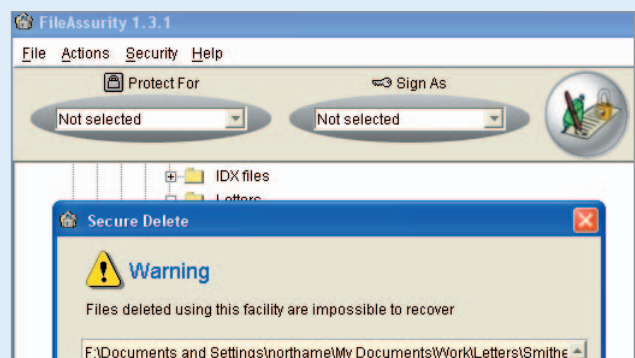 FileAssurity 1.3.1
File Actions Security Help
Protect For Sign As
Not selected Not selected
IDX files
Letters
Secure Delete
Warning
Files deleted using this facility are impossible to recover
F:\Documents and Settings\northame\My Documents\Work\Letters\Smithe